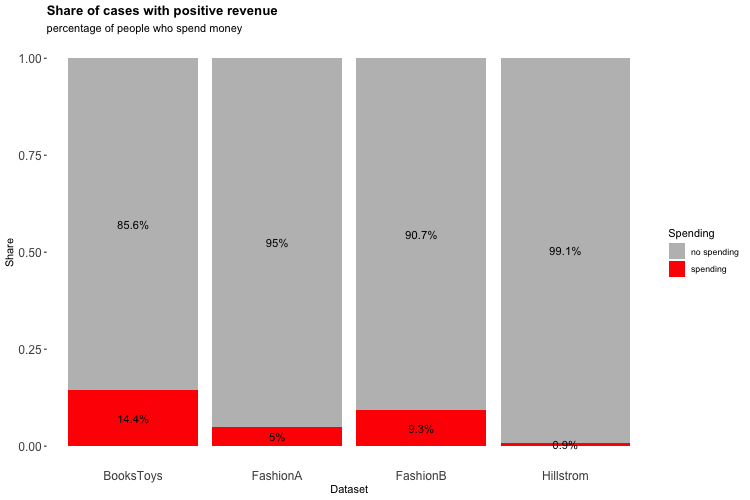 Share of cases with positive revenue
percentage of people who spend money
1.00
0.75
0.50
0.25
0.00
Share
85.6%
95%
90.7%
99.1%
14.4%
5%
9.3%
0.9%
BooksToys
FashionA
FashionB
Hillstrom
Dataset
Spending
no spending
spending